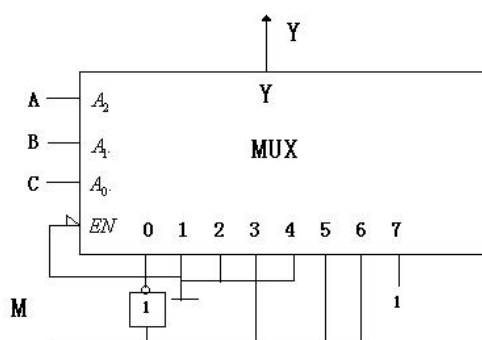 Y
Y
A A₂
MUX
B A₁.
C A₀.
EN 0 1 2 3 4 5 6 7
M 1 1